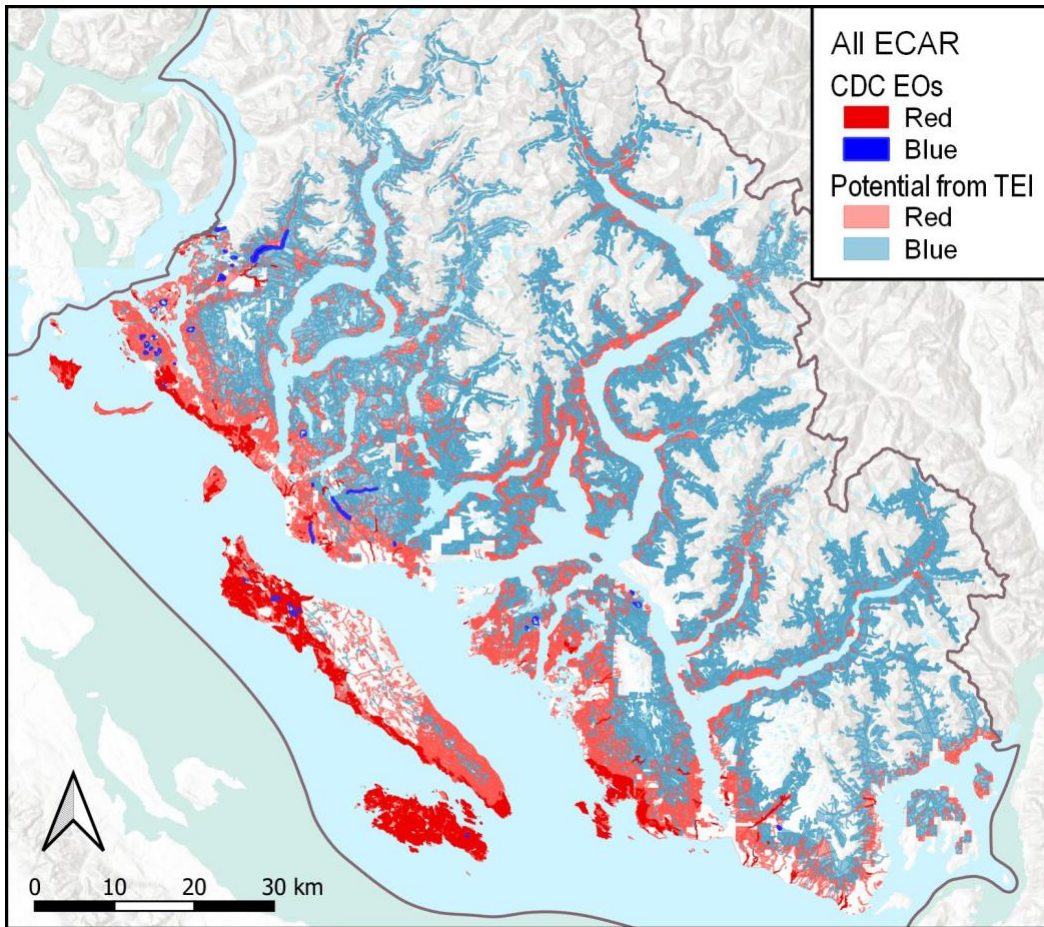 All ECAR
CDC EOs
Red
Blue
Potential from TEI
Red
Blue
0 10 20 30 km